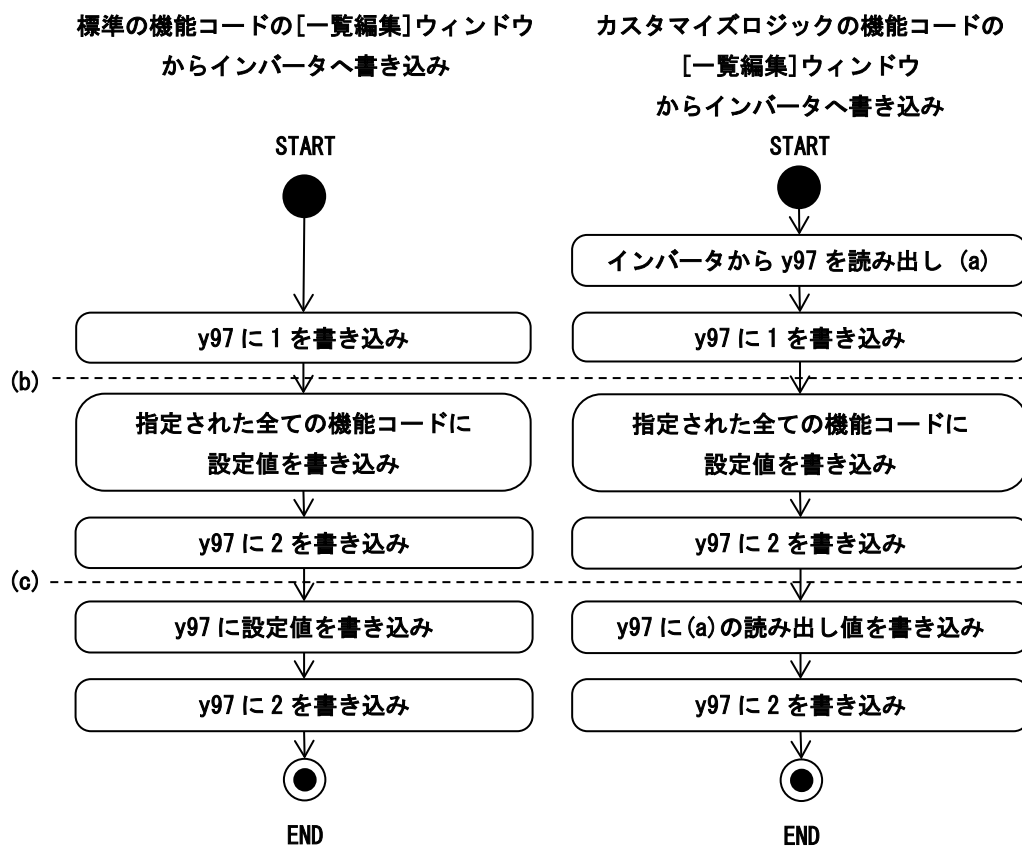 標準の機能コードの[一覧編集]ウィンドウ
からインバータへ書き込み
START
y97 に 1 を書き込み
指定された全ての機能コードに
設定値を書き込み
y97 に 2 を書き込み
y97 に設定値を書き込み
y97 に 2 を書き込み
END
カスタマイズロジックの機能コードの
[一覧編集]ウィンドウ
からインバータへ書き込み
START
インバータから y97 を読み出し (a)
y97 に 1 を書き込み
指定された全ての機能コードに
設定値を書き込み
y97 に 2 を書き込み
y97 に(a)の読み出し値を書き込み
y97 に 2 を書き込み
END
(b)
(c)